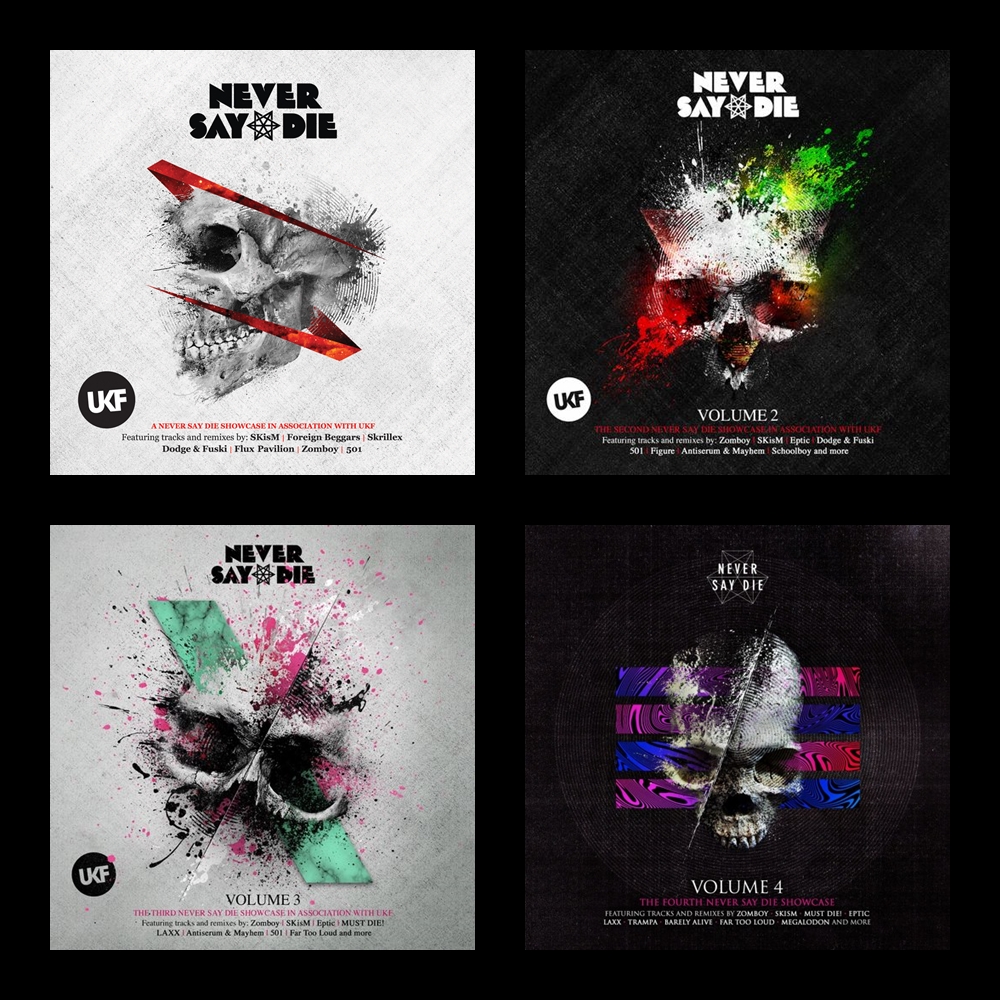 NEVER
SAY DIE
UKF
A NEVER SAY DIE SHOWCASE IN ASSOCIATION WITH UKF
Featuring tracks and remixes by: SKisM | Foreign Beggars | Skrillex
Dodge & Fuski | Flux Pavilion | Zomboy | 501
NEVER
SAY DIE
UKF
VOLUME 2
THE SECOND NEVER SAY DIE SHOWCASE IN ASSOCIATION WITH UKF
Featuring tracks and remixes by: Zomboy | SKisM | Eptic | Dodge & Fuski
501 | Figure | Antiserum & Mayhem | Schoolboy and more
NEVER
SAY DIE
UKF
VOLUME 3
THE THIRD NEVER SAY DIE SHOWCASE IN ASSOCIATION WITH UKF
Featuring tracks and remixes by: Zomboy | SKisM | Eptic | MUST DIE!
LAXX | Antiserum & Mayhem | 501 | Far Too Loud and more
NEVER
SAY DIE
VOLUME 4
THE FOURTH NEVER SAY DIE SHOWCASE
FEATURING TRACKS AND REMIXES BY ZOMBOY · SKISM · MUST DIE! · EPTIC
LAXX · TRAMPA · BARELY ALIVE · FAR TOO LOUD · MEGALODON AND MORE